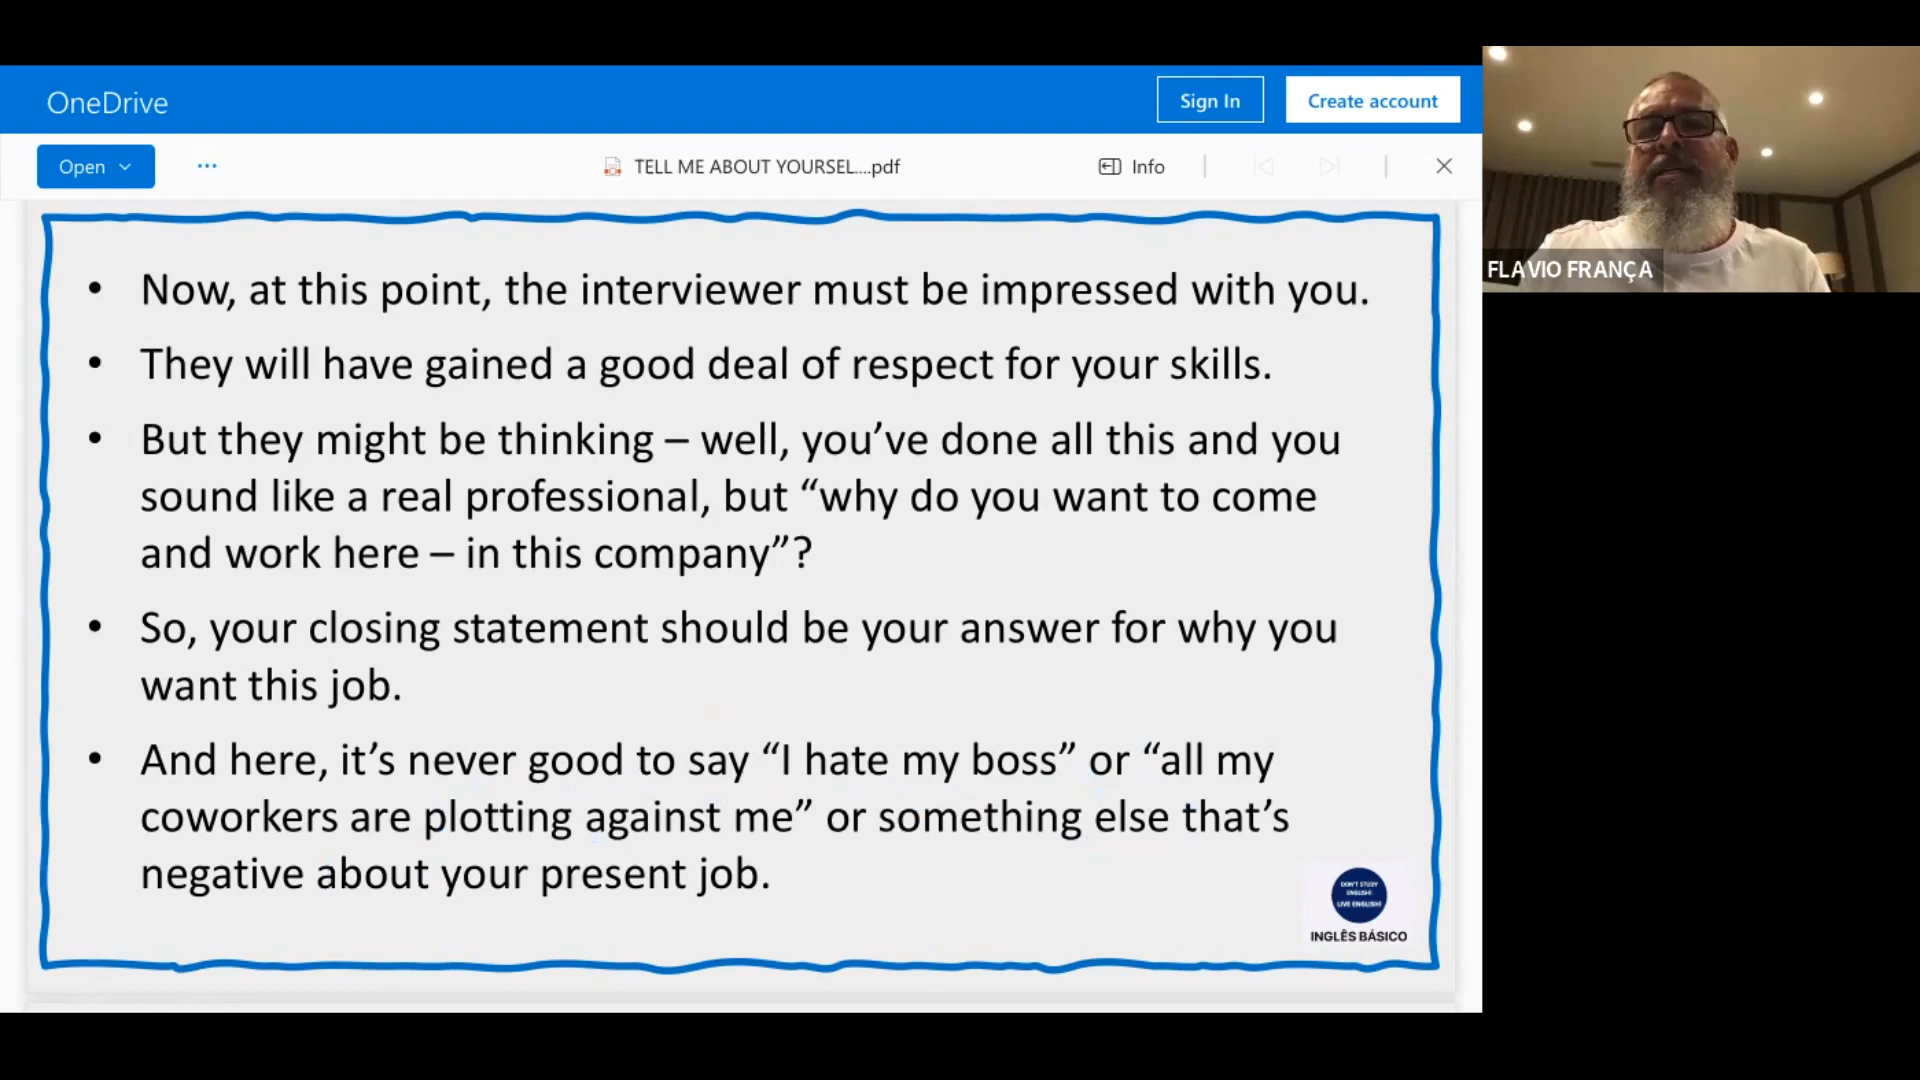 OneDrive
Sign In
Create account
Open
TELL ME ABOUT YOURSEL....pdf
Info
FLAVIO FRANÇA
• Now, at this point, the interviewer must be impressed with you.
• They will have gained a good deal of respect for your skills.
• But they might be thinking – well, you’ve done all this and you
sound like a real professional, but “why do you want to come
and work here – in this company”?
• So, your closing statement should be your answer for why you
want this job.
• And here, it’s never good to say “I hate my boss” or “all my
coworkers are plotting against me” or something else that’s
negative about your present job.
DON'T STUDY
ENGLISH!
LIVE ENGLISH!
INGLÊS BÁSICO